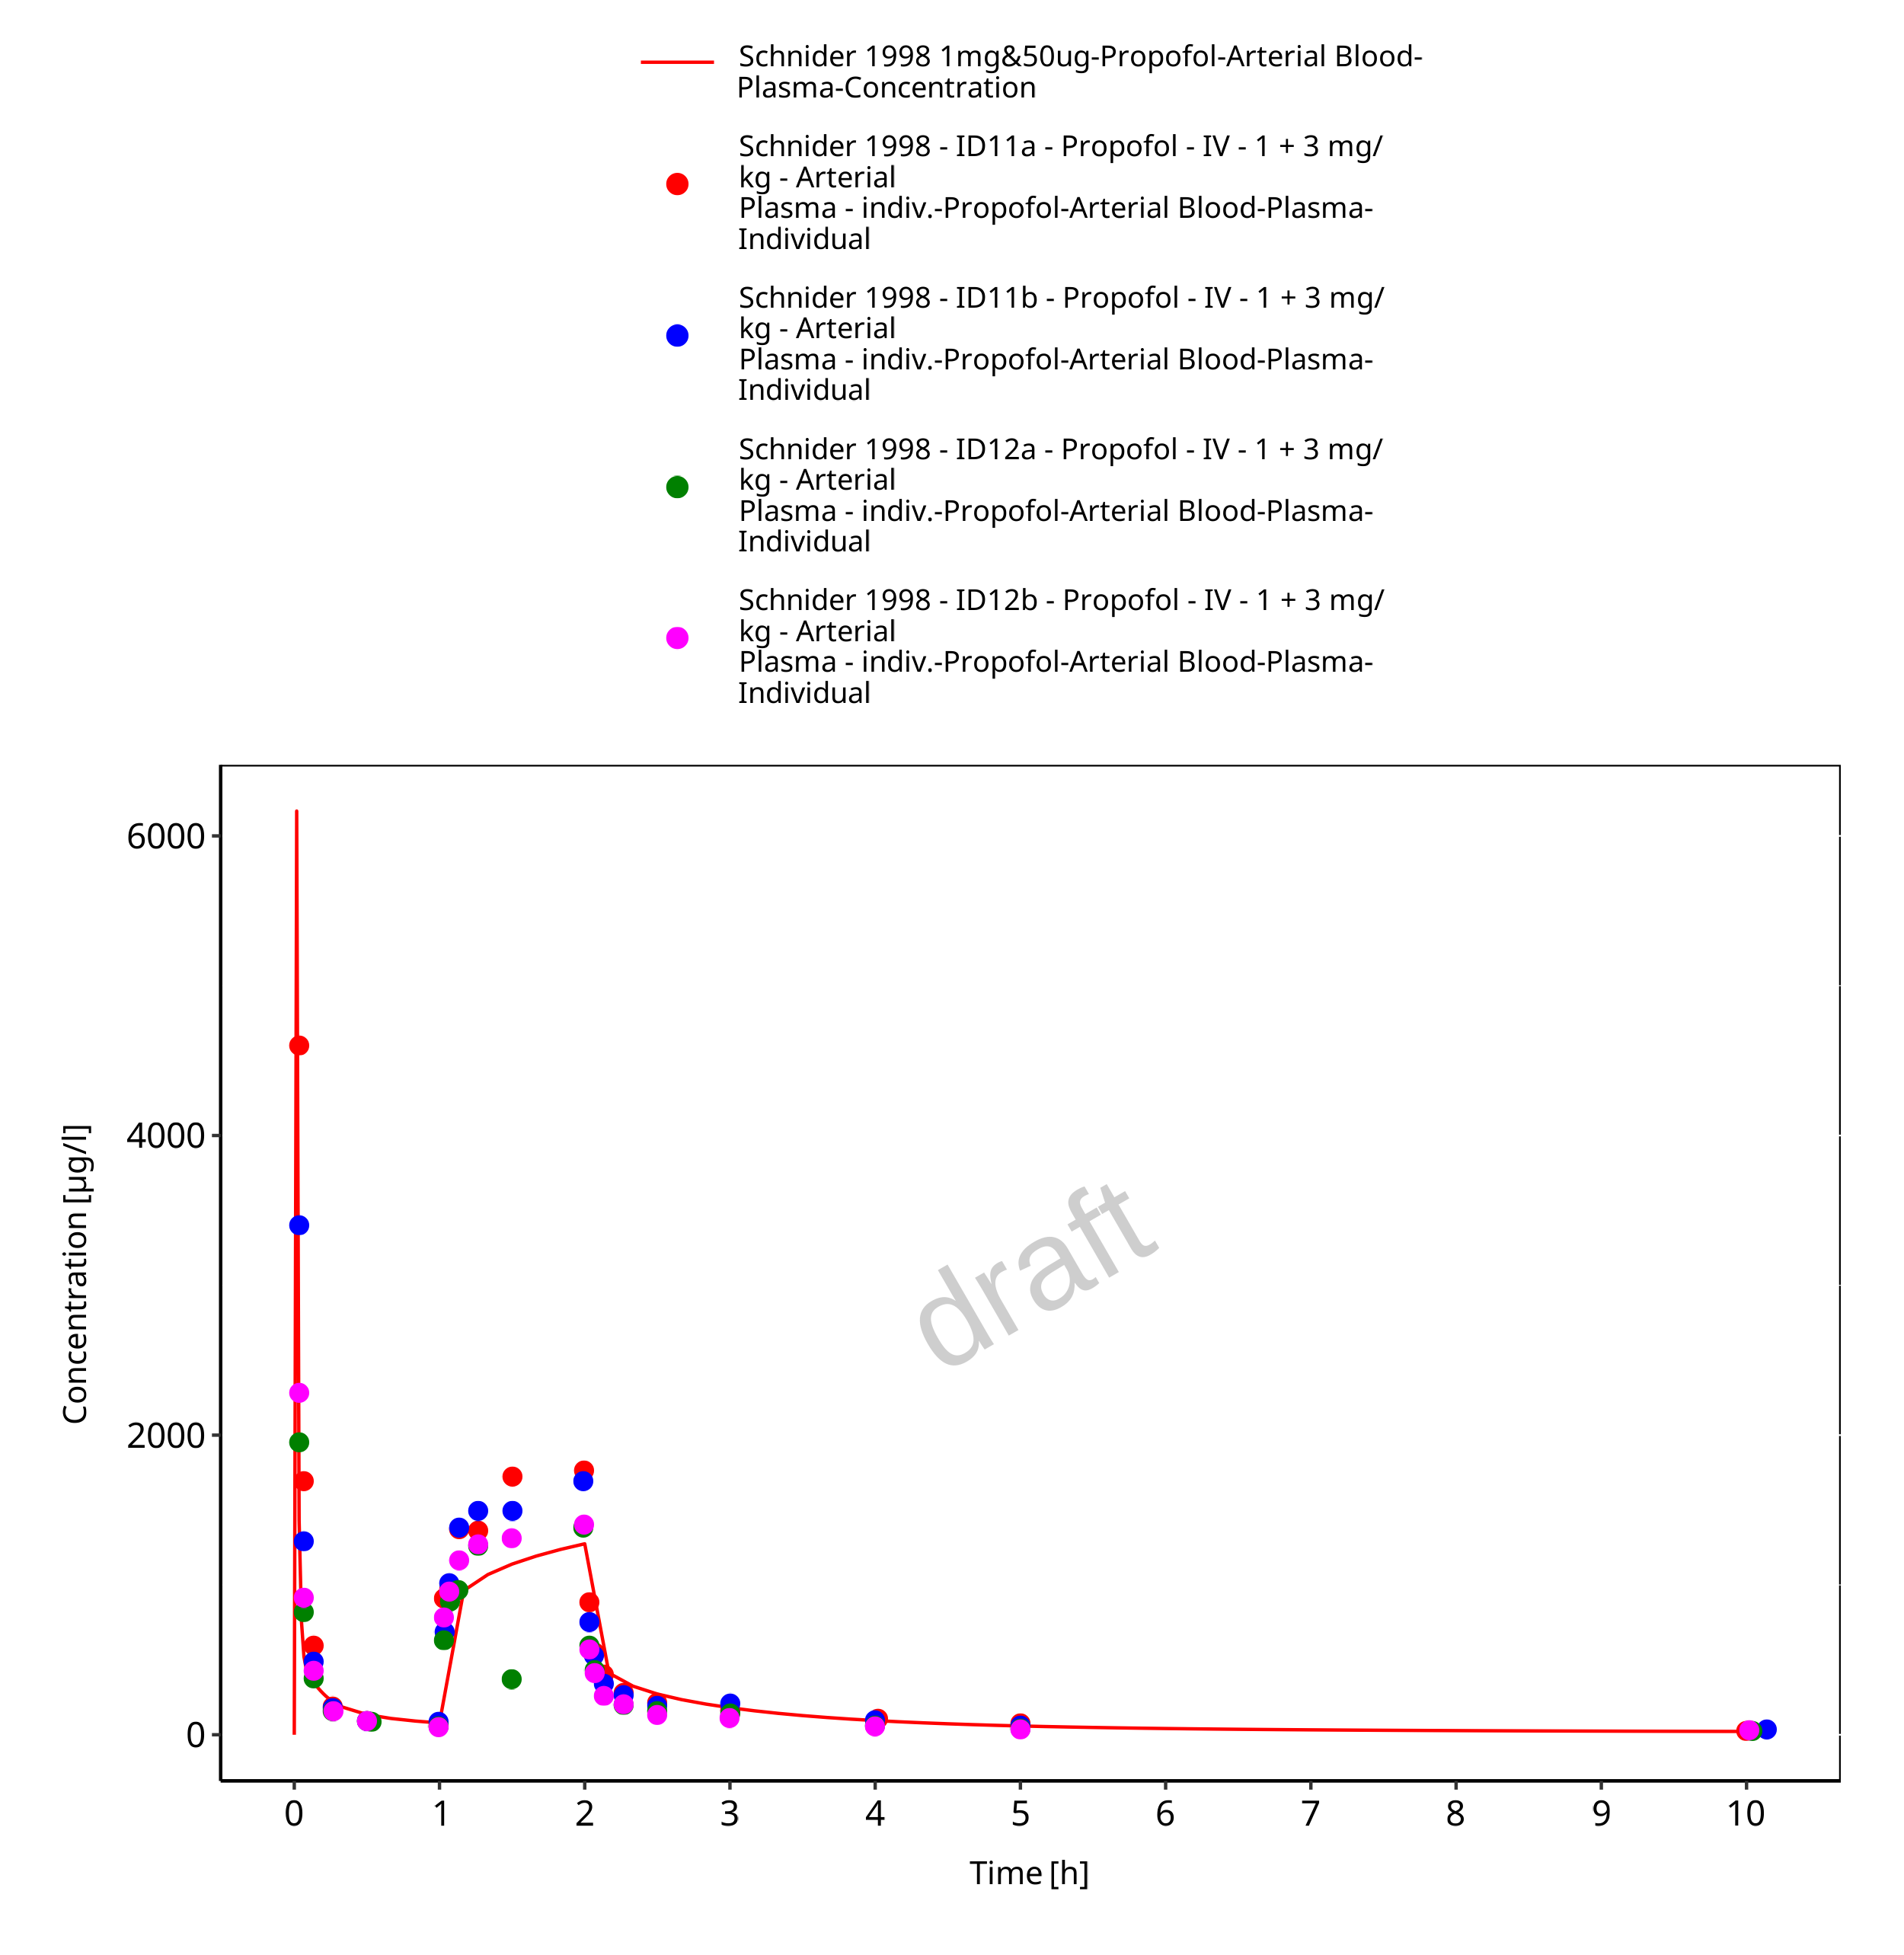 Schnider 1998 1mg&50ug-Propofol-Arterial Blood-
Plasma-Concentration
Schnider 1998 - ID11a - Propofol - IV - 1 + 3 mg/
kg - Arterial
Plasma - indiv.-Propofol-Arterial Blood-Plasma-
Individual
Schnider 1998 - ID11b - Propofol - IV - 1 + 3 mg/
kg - Arterial
Plasma - indiv.-Propofol-Arterial Blood-Plasma-
Individual
Schnider 1998 - ID12a - Propofol - IV - 1 + 3 mg/
kg - Arterial
Plasma - indiv.-Propofol-Arterial Blood-Plasma-
Individual
Schnider 1998 - ID12b - Propofol - IV - 1 + 3 mg/
kg - Arterial
Plasma - indiv.-Propofol-Arterial Blood-Plasma-
Individual
6000
4000
2000
0
Concentration [µg/l]
draft
0 1 2 3 4 5 6 7 8 9 10
Time [h]